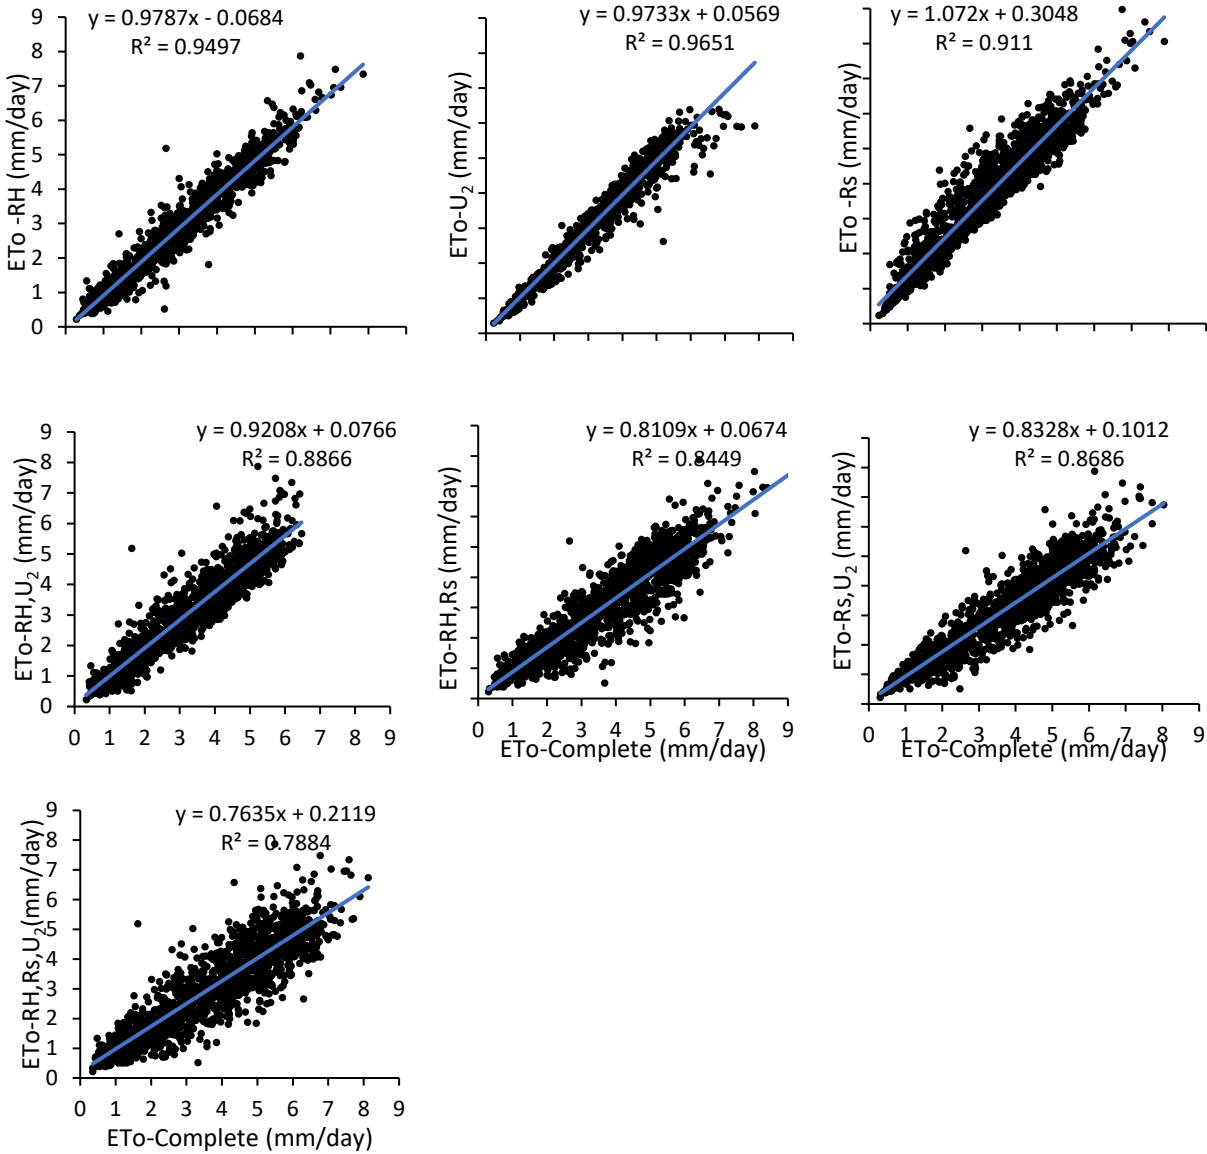 y = 0.9787x - 0.0684
R² = 0.9497
9
8
7
6
5
4
3
2
1
0
ETo -RH (mm/day)
y = 0.9733x + 0.0569
R² = 0.9651
ETo-U₂ (mm/day)
y = 1.072x + 0.3048
R² = 0.911
ETo -Rs (mm/day)
y = 0.9208x + 0.0766
R² = 0.8866
9
8
7
6
5
4
3
2
1
0
ETo-RH,U₂ (mm/day)
0 1 2 3 4 5 6 7 8 9
y = 0.8109x + 0.0674
R² = 0.8449
ETo-RH,Rs (mm/day)
0 1 2 3 4 5 6 7 8 9
ETo-Complete (mm/day)
y = 0.8328x + 0.1012
R² = 0.8686
ETo-Rs,U₂ (mm/day)
0 1 2 3 4 5 6 7 8 9
ETo-Complete (mm/day)
y = 0.7635x + 0.2119
R² = 0.7884
9
8
7
6
5
4
3
2
1
0
ETo-RH,Rs,U₂(mm/day)
0 1 2 3 4 5 6 7 8 9
ETo-Complete (mm/day)